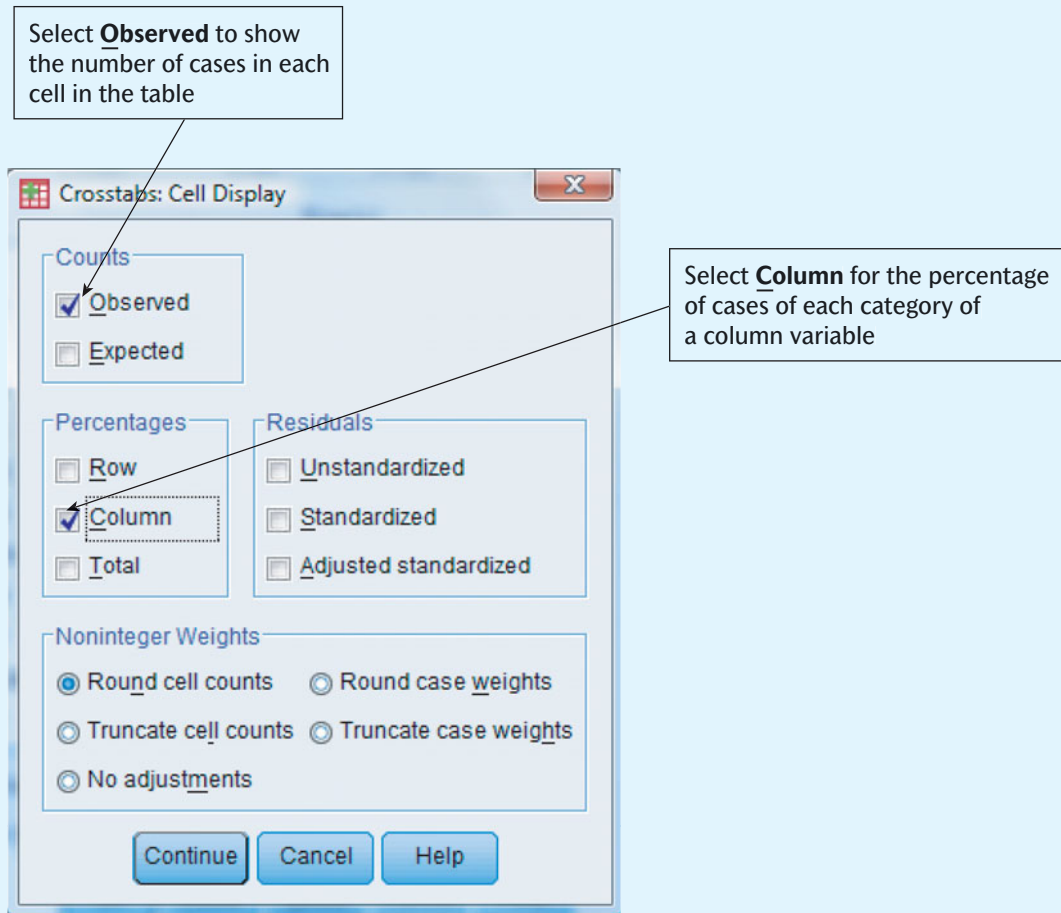 Select Observed to show
the number of cases in each
cell in the table
Crosstabs: Cell Display
Counts
Observed
Expected
Select Column for the percentage
of cases of each category of
a column variable
Percentages
Row
Column
Total
Residuals
Unstandardized
Standardized
Adjusted standardized
Noninteger Weights
Round cell counts Round case weights
Truncate cell counts Truncate case weights
No adjustments
Continue Cancel Help